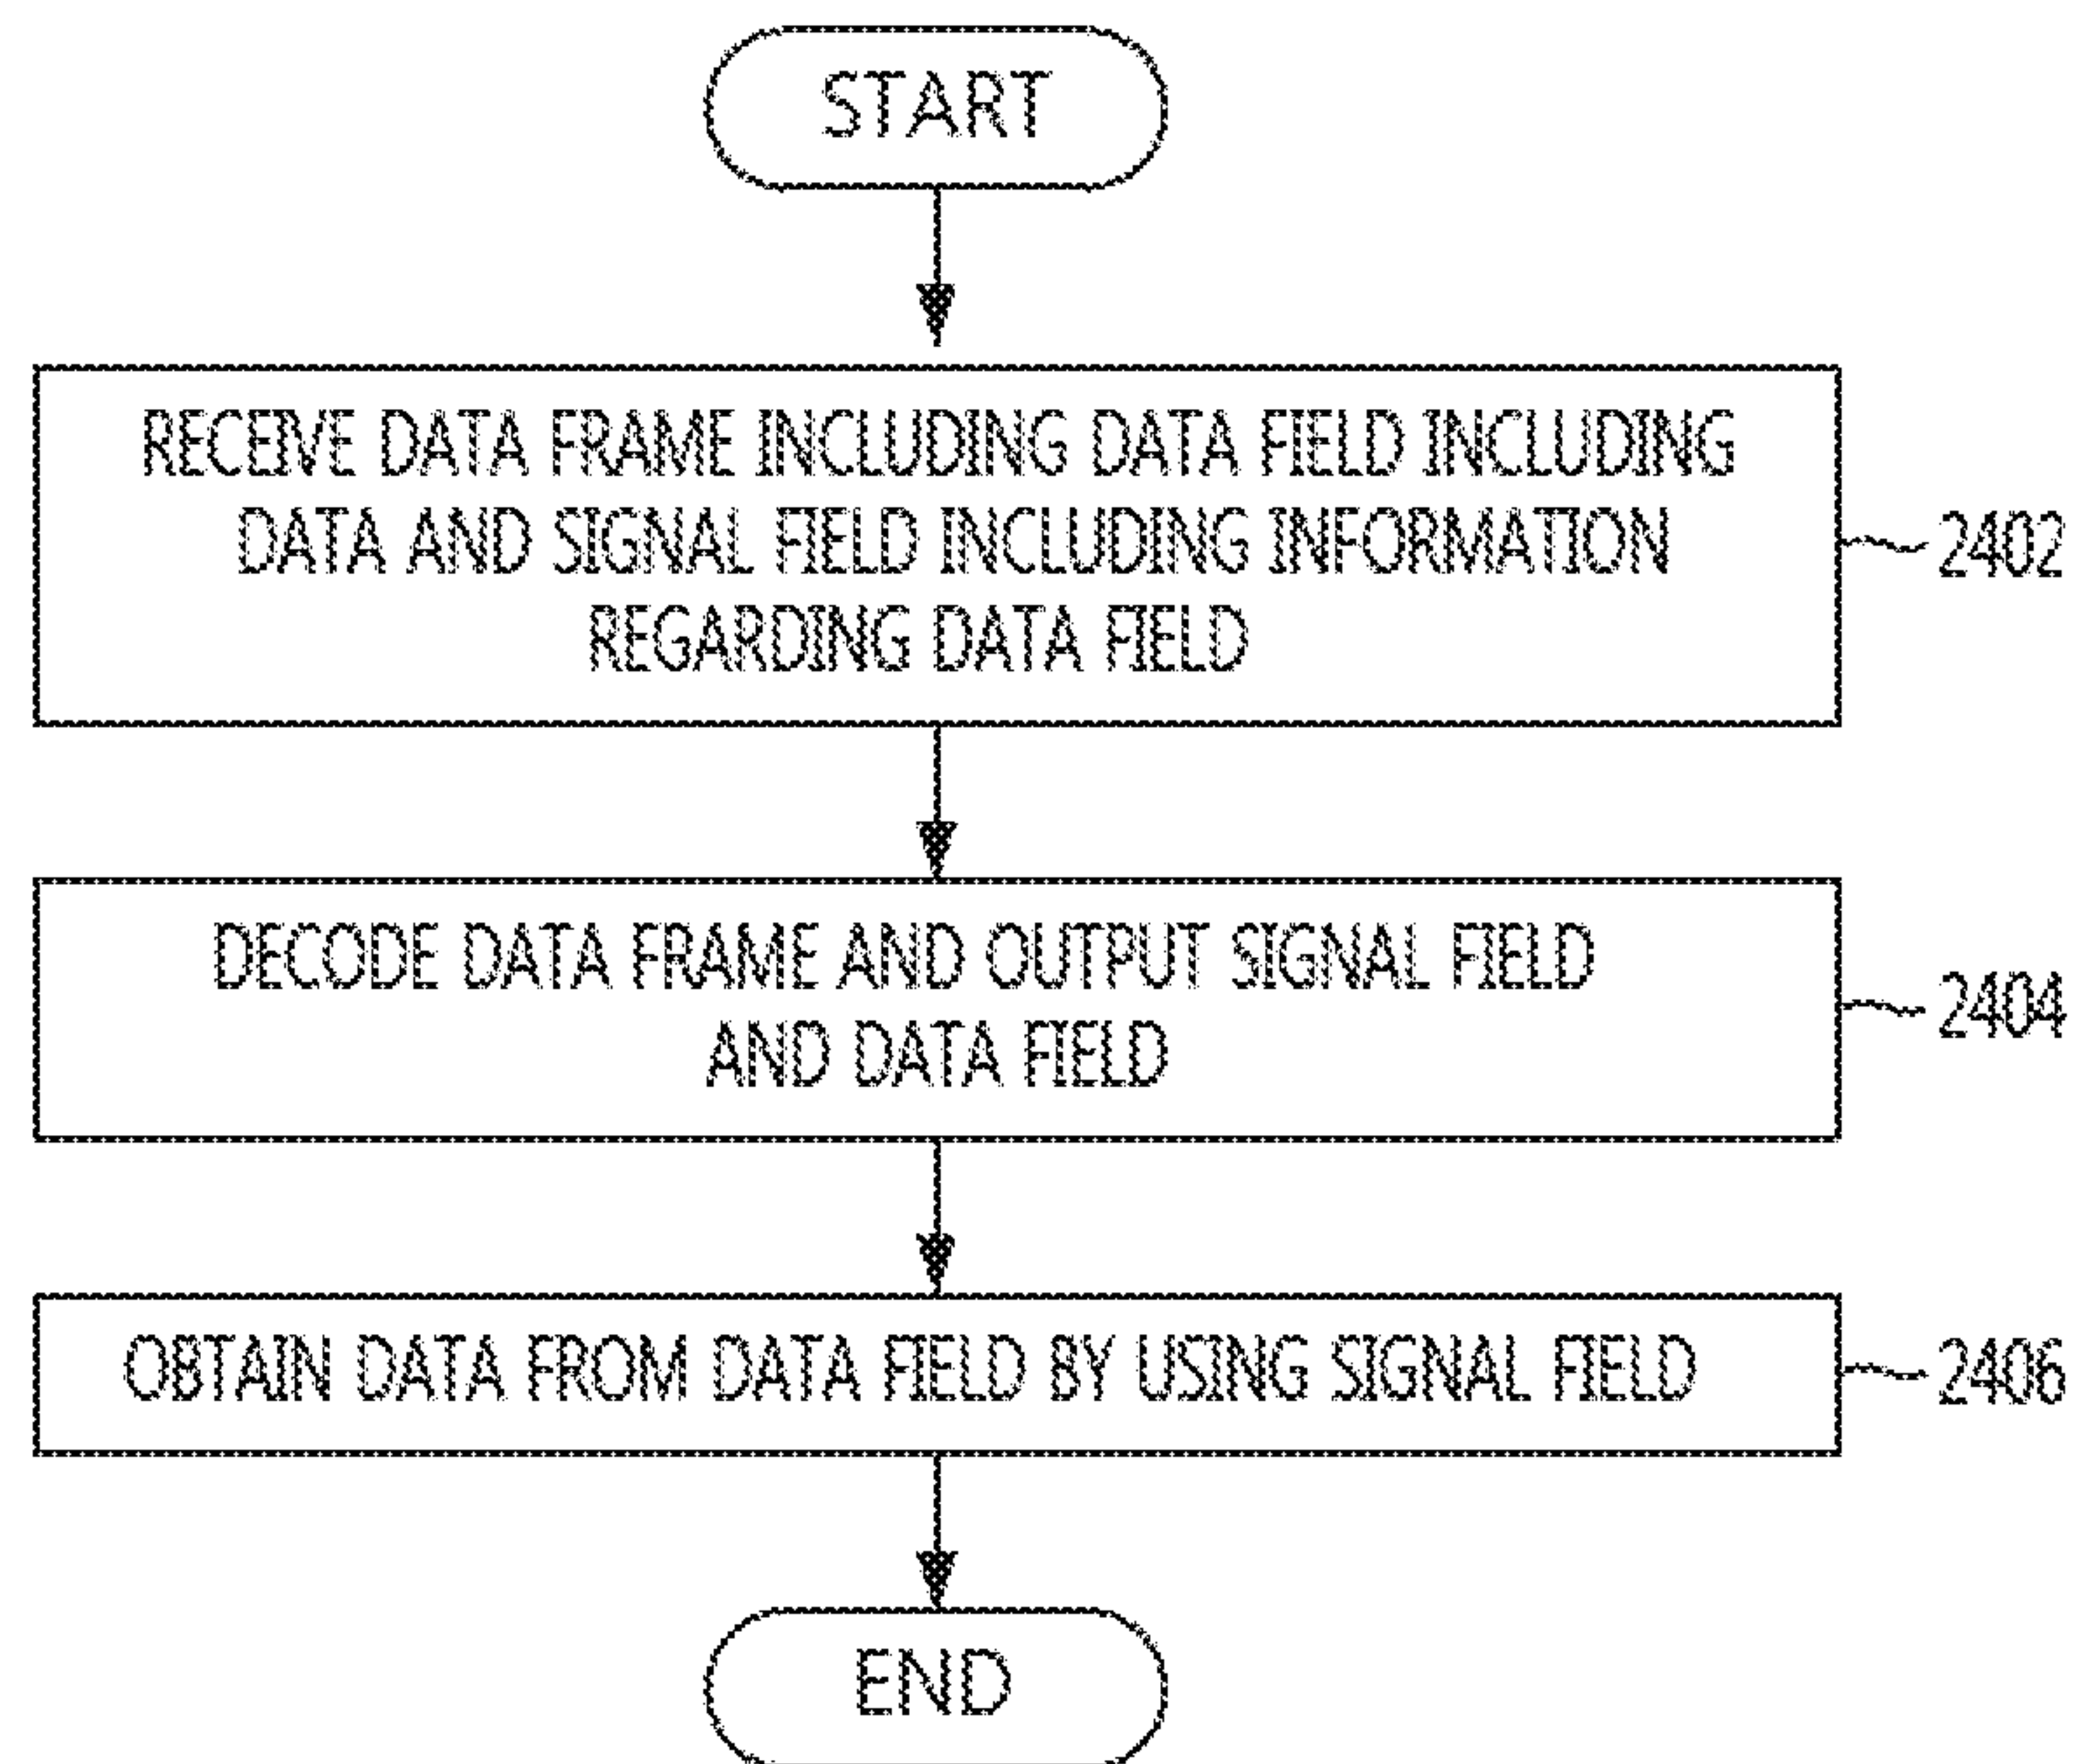 START
RECEIVE DATA FRAME INCLUDING DATA FIELD INCLUDING
DATA AND SIGNAL FIELD INCLUDING INFORMATION
REGARDING DATA FIELD
2402
DECODE DATA FRAME AND OUTPUT SIGNAL FIELD
AND DATA FIELD
2404
OBTAIN DATA FROM DATA FIELD BY USING SIGNAL FIELD
2406
END